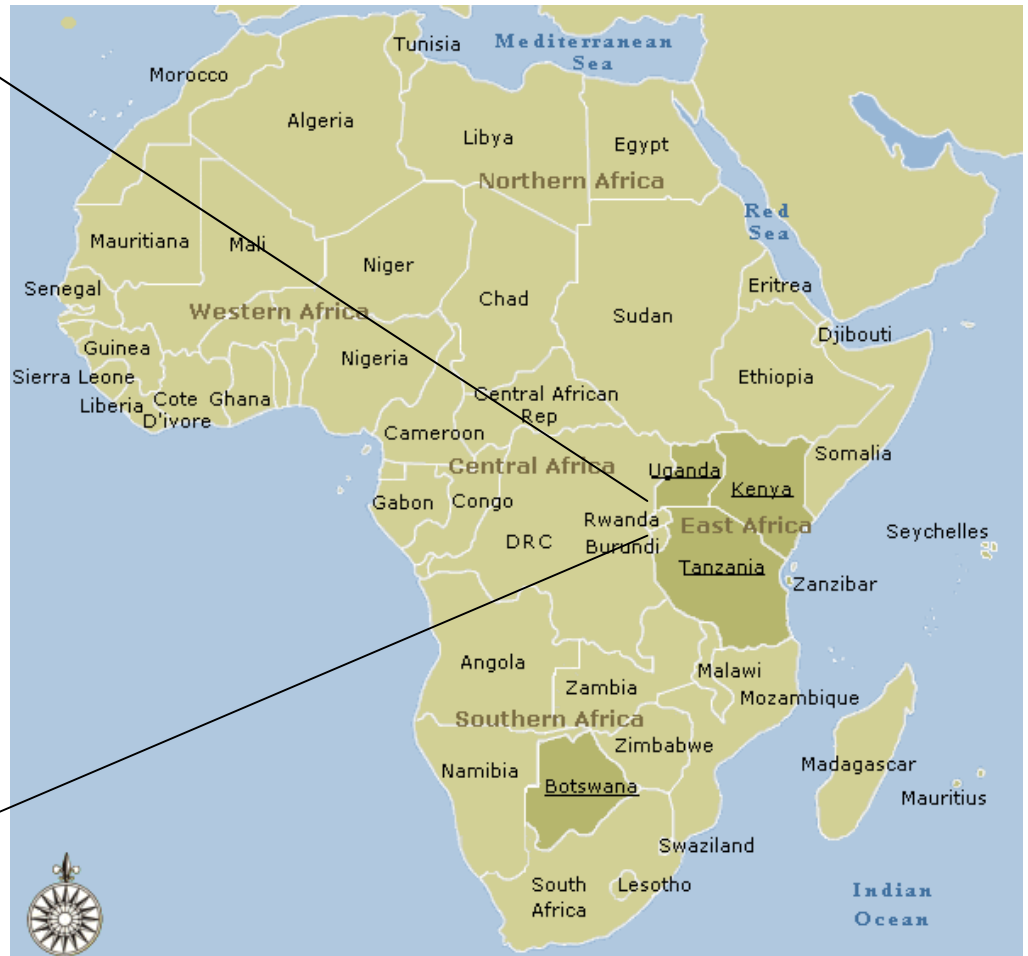 Tunisia
Mediterranean
Sea
Morocco
Algeria
Libya
Egypt
Northern Africa
Red
Sea
Mauritiana
Mali
Niger
Eritrea
Senegal
Chad
Western Africa
Sudan
Djibouti
Guinea
Nigeria
Sierra Leone
Ethiopia
Liberia
Cote
D'ivore
Ghana
Central African
Rep
Cameroon
Somalia
Central Africa
Uganda
Kenya
Gabon
Congo
Rwanda
East Africa
Seychelles
DRC
Burundi
Tanzania
Zanzibar
Angola
Malawi
Zambia
Mozambique
Southern Africa
Zimbabwe
Namibia
Madagascar
Botswana
Mauritius
Swaziland
South
Africa
Lesotho
Indian
Ocean